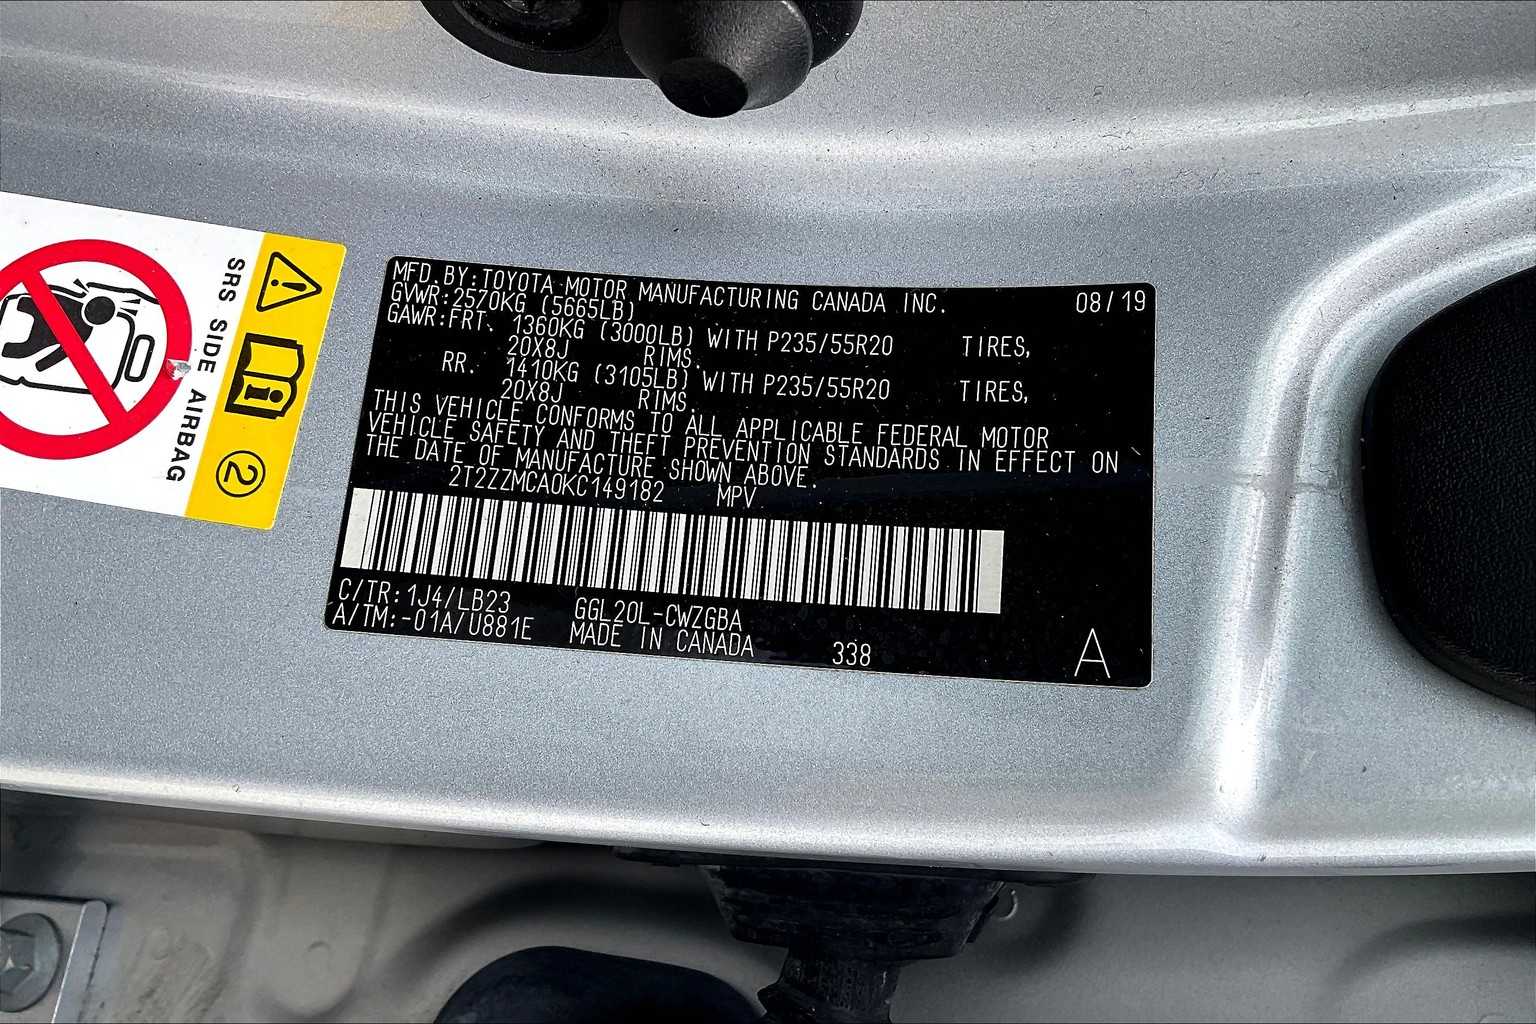 SRS SIDE AIRBAG
2
MFD. BY:TOYOTA MOTOR MANUFACTURING CANADA INC. 08/19
GVWR:2570KG (5665LB)
GAWR:FRT. 1360KG (3000LB) WITH P235/55R20 TIRES,
20X8J RIMS.
RR. 1410KG (3105LB) WITH P235/55R20 TIRES,
20X8J RIMS.
THIS VEHICLE CONFORMS TO ALL APPLICABLE FEDERAL MOTOR
VEHICLE SAFETY AND THEFT PREVENTION STANDARDS IN EFFECT ON
THE DATE OF MANUFACTURE SHOWN ABOVE.
2T2ZZMCA0KC149182 MPV
C/TR:1J4/LB23 GGL20L-CWZGBA
A/TM:-01A/U881E MADE IN CANADA 338 A